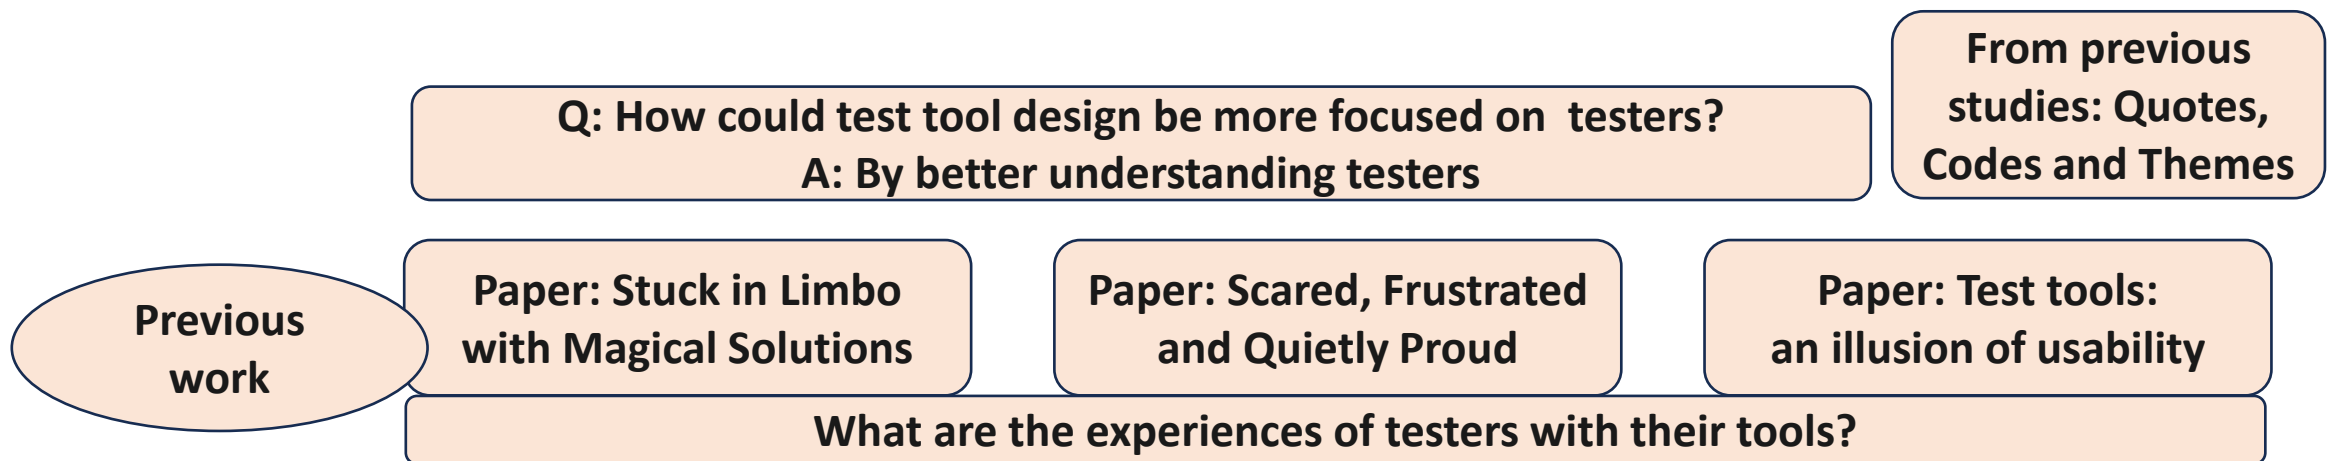 From previous
studies: Quotes,
Codes and Themes
Q: How could test tool design be more focused on  testers?
A: By better understanding testers
Previous
work
Paper: Stuck in Limbo
with Magical Solutions
Paper: Scared, Frustrated
and Quietly Proud
Paper: Test tools:
an illusion of usability
What are the experiences of testers with their tools?